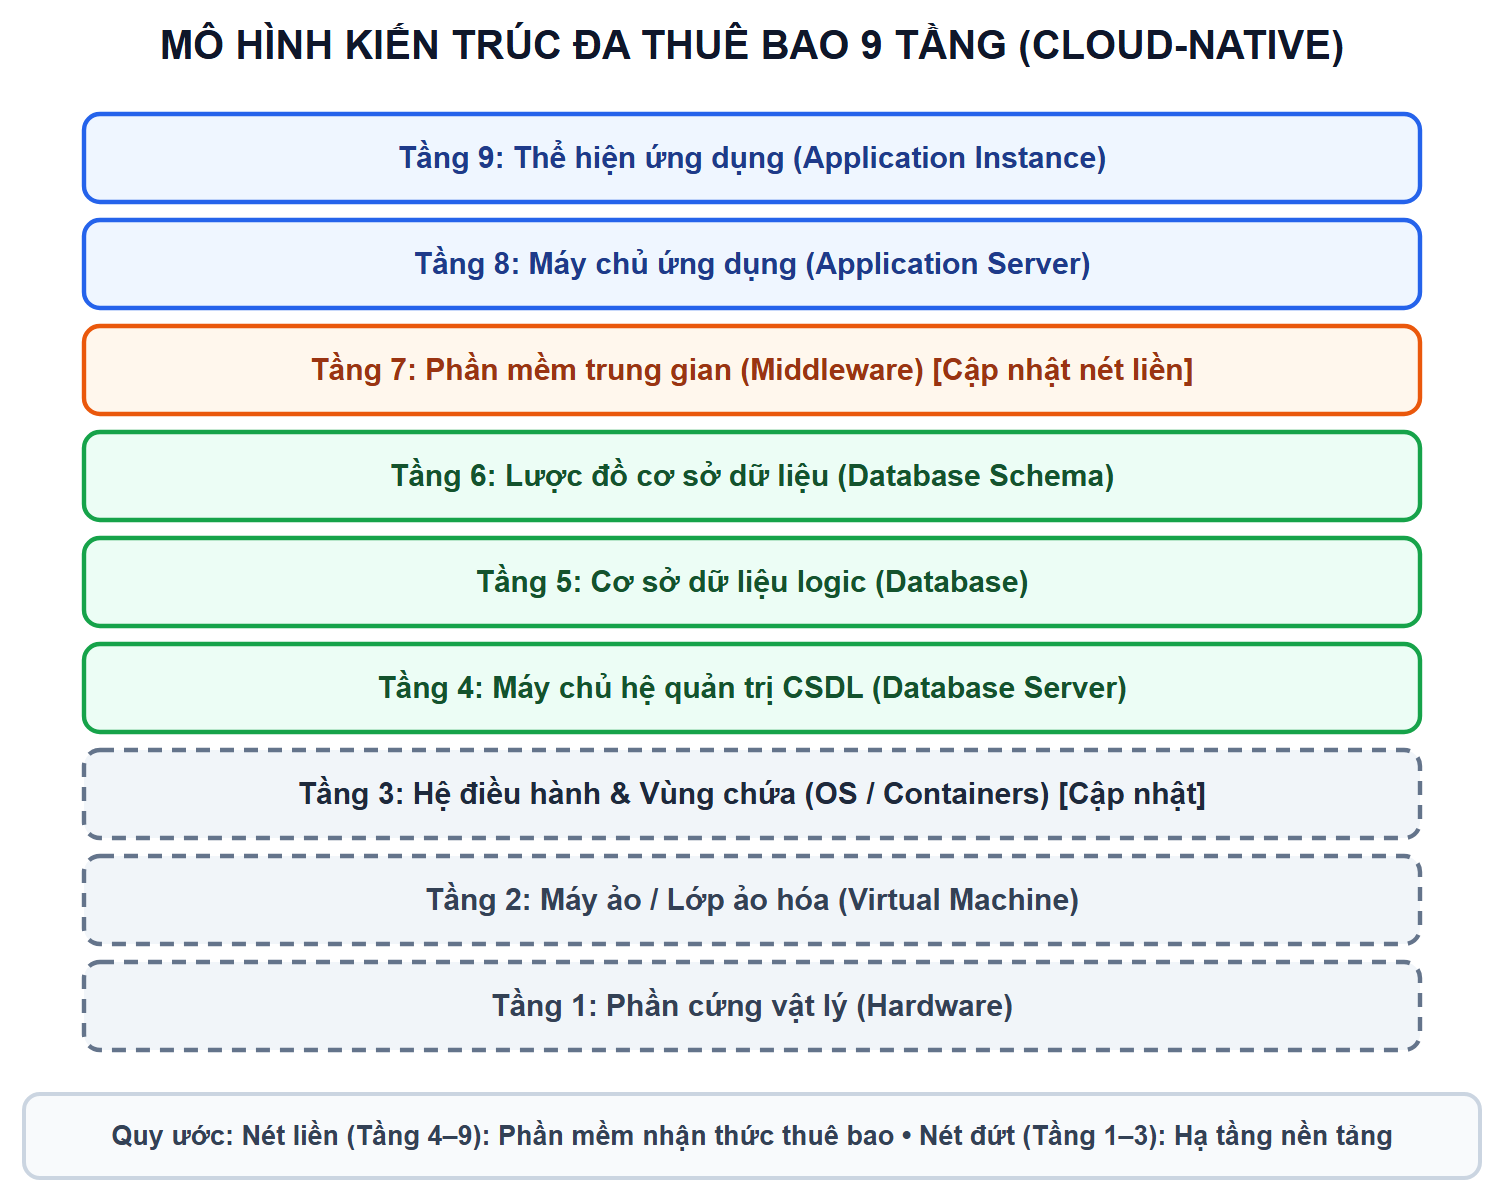 MÔ HÌNH KIẾN TRÚC ĐA THUÊ BAO 9 TẦNG (CLOUD-NATIVE)
Tầng 9: Thể hiện ứng dụng (Application Instance)
Tầng 8: Máy chủ ứng dụng (Application Server)
Tầng 7: Phần mềm trung gian (Middleware) [Cập nhật nét liền]
Tầng 6: Lược đồ cơ sở dữ liệu (Database Schema)
Tầng 5: Cơ sở dữ liệu logic (Database)
Tầng 4: Máy chủ hệ quản trị CSDL (Database Server)
Tầng 3: Hệ điều hành & Vùng chứa (OS / Containers) [Cập nhật]
Tầng 2: Máy ảo / Lớp ảo hóa (Virtual Machine)
Tầng 1: Phần cứng vật lý (Hardware)
Quy ước: Nét liền (Tầng 4–9): Phần mềm nhận thức thuê bao • Nét đứt (Tầng 1–3): Hạ tầng nền tảng